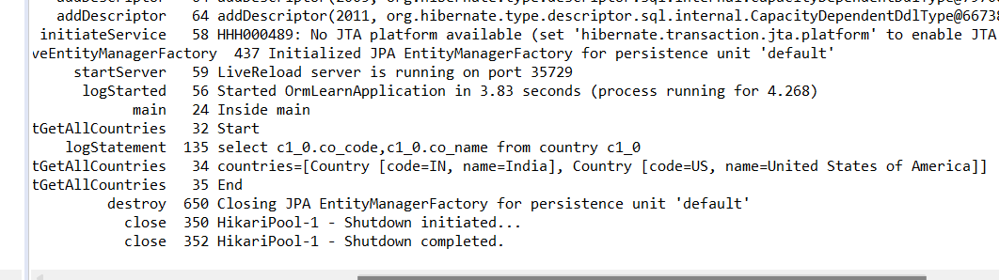 64 addDescriptor(2011, org.hibernate.type.descriptor.sql.internal.CapacityDependentDdlType@66738
initiateService 58 HHH000489: No JTA platform available (set 'hibernate.transaction.jta.platform' to enable JTA
veEntityManagerFactory 437 Initialized JPA EntityManagerFactory for persistence unit 'default'
startServer 59 LiveReload server is running on port 35729
logStarted 56 Started OrmLearnApplication in 3.83 seconds (process running for 4.268)
main 24 Inside main
tGetAllCountries 32 Start
logStatement 135 select c1_0.co_code,c1_0.co_name from country c1_0
tGetAllCountries 34 countries=[Country [code=IN, name=India], Country [code=US, name=United States of America]]
tGetAllCountries 35 End
destroy 650 Closing JPA EntityManagerFactory for persistence unit 'default'
close 350 HikariPool-1 - Shutdown initiated...
close 352 HikariPool-1 - Shutdown completed.